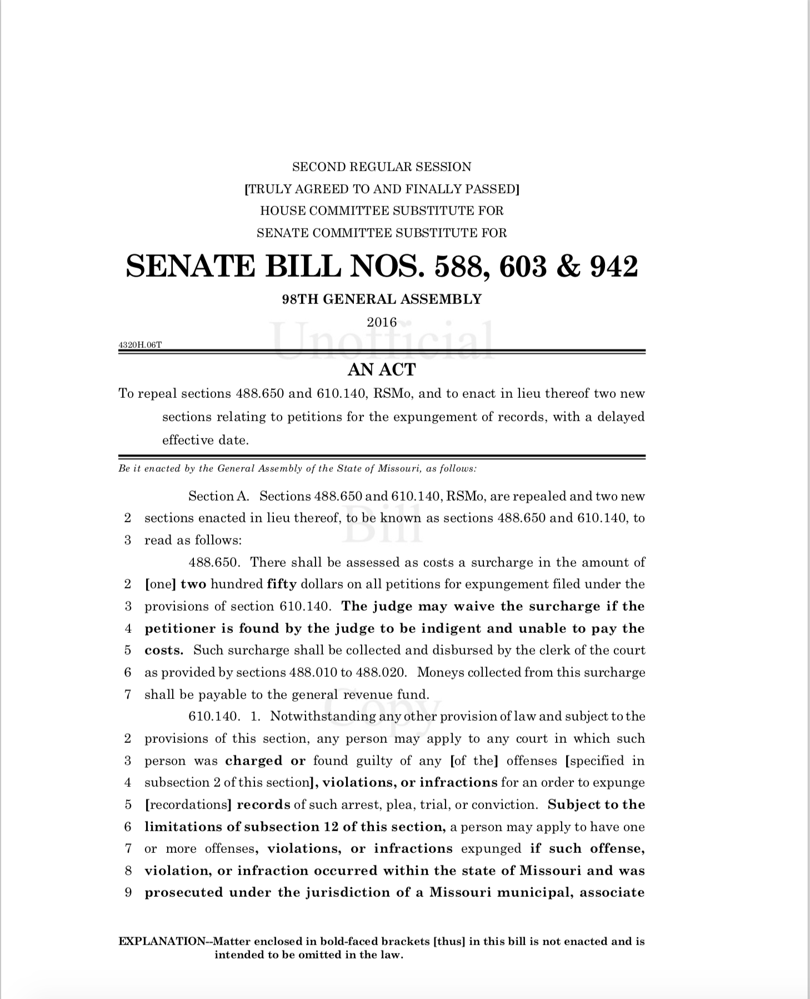 SECOND REGULAR SESSION
[TRULY AGREED TO AND FINALLY PASSED]
HOUSE COMMITTEE SUBSTITUTE FOR
SENATE COMMITTEE SUBSTITUTE FOR
SENATE BILL NOS. 588, 603 & 942
98TH GENERAL ASSEMBLY
2016
Unofficial
4320H.06T
AN ACT
To repeal sections 488.650 and 610.140, RSMo, and to enact in lieu thereof two new
sections relating to petitions for the expungement of records, with a delayed
effective date.
Be it enacted by the General Assembly of the State of Missouri, as follows:
Section A. Sections 488.650 and 610.140, RSMo, are repealed and two new
2 sections enacted in lieu thereof, to be known as sections 488.650 and 610.140, to
Bill
3 read as follows:
488.650. There shall be assessed as costs a surcharge in the amount of
2 [one] two hundred fifty dollars on all petitions for expungement filed under the
3 provisions of section 610.140. The judge may waive the surcharge if the
4 petitioner is found by the judge to be indigent and unable to pay the
5 costs. Such surcharge shall be collected and disbursed by the clerk of the court
6 as provided by sections 488.010 to 488.020. Moneys collected from this surcharge
7 shall be payable to the general revenue fund.
Copy
610.140. 1. Notwithstanding any other provision of law and subject to the
2 provisions of this section, any person may apply to any court in which such
3 person was charged or found guilty of any [of the] offenses [specified in
4 subsection 2 of this section], violations, or infractions for an order to expunge
5 [recordations] records of such arrest, plea, trial, or conviction. Subject to the
6 limitations of subsection 12 of this section, a person may apply to have one
7 or more offenses, violations, or infractions expunged if such offense,
8 violation, or infraction occurred within the state of Missouri and was
9 prosecuted under the jurisdiction of a Missouri municipal, associate
EXPLANATION--Matter enclosed in bold-faced brackets [thus] in this bill is not enacted and is
intended to be omitted in the law.